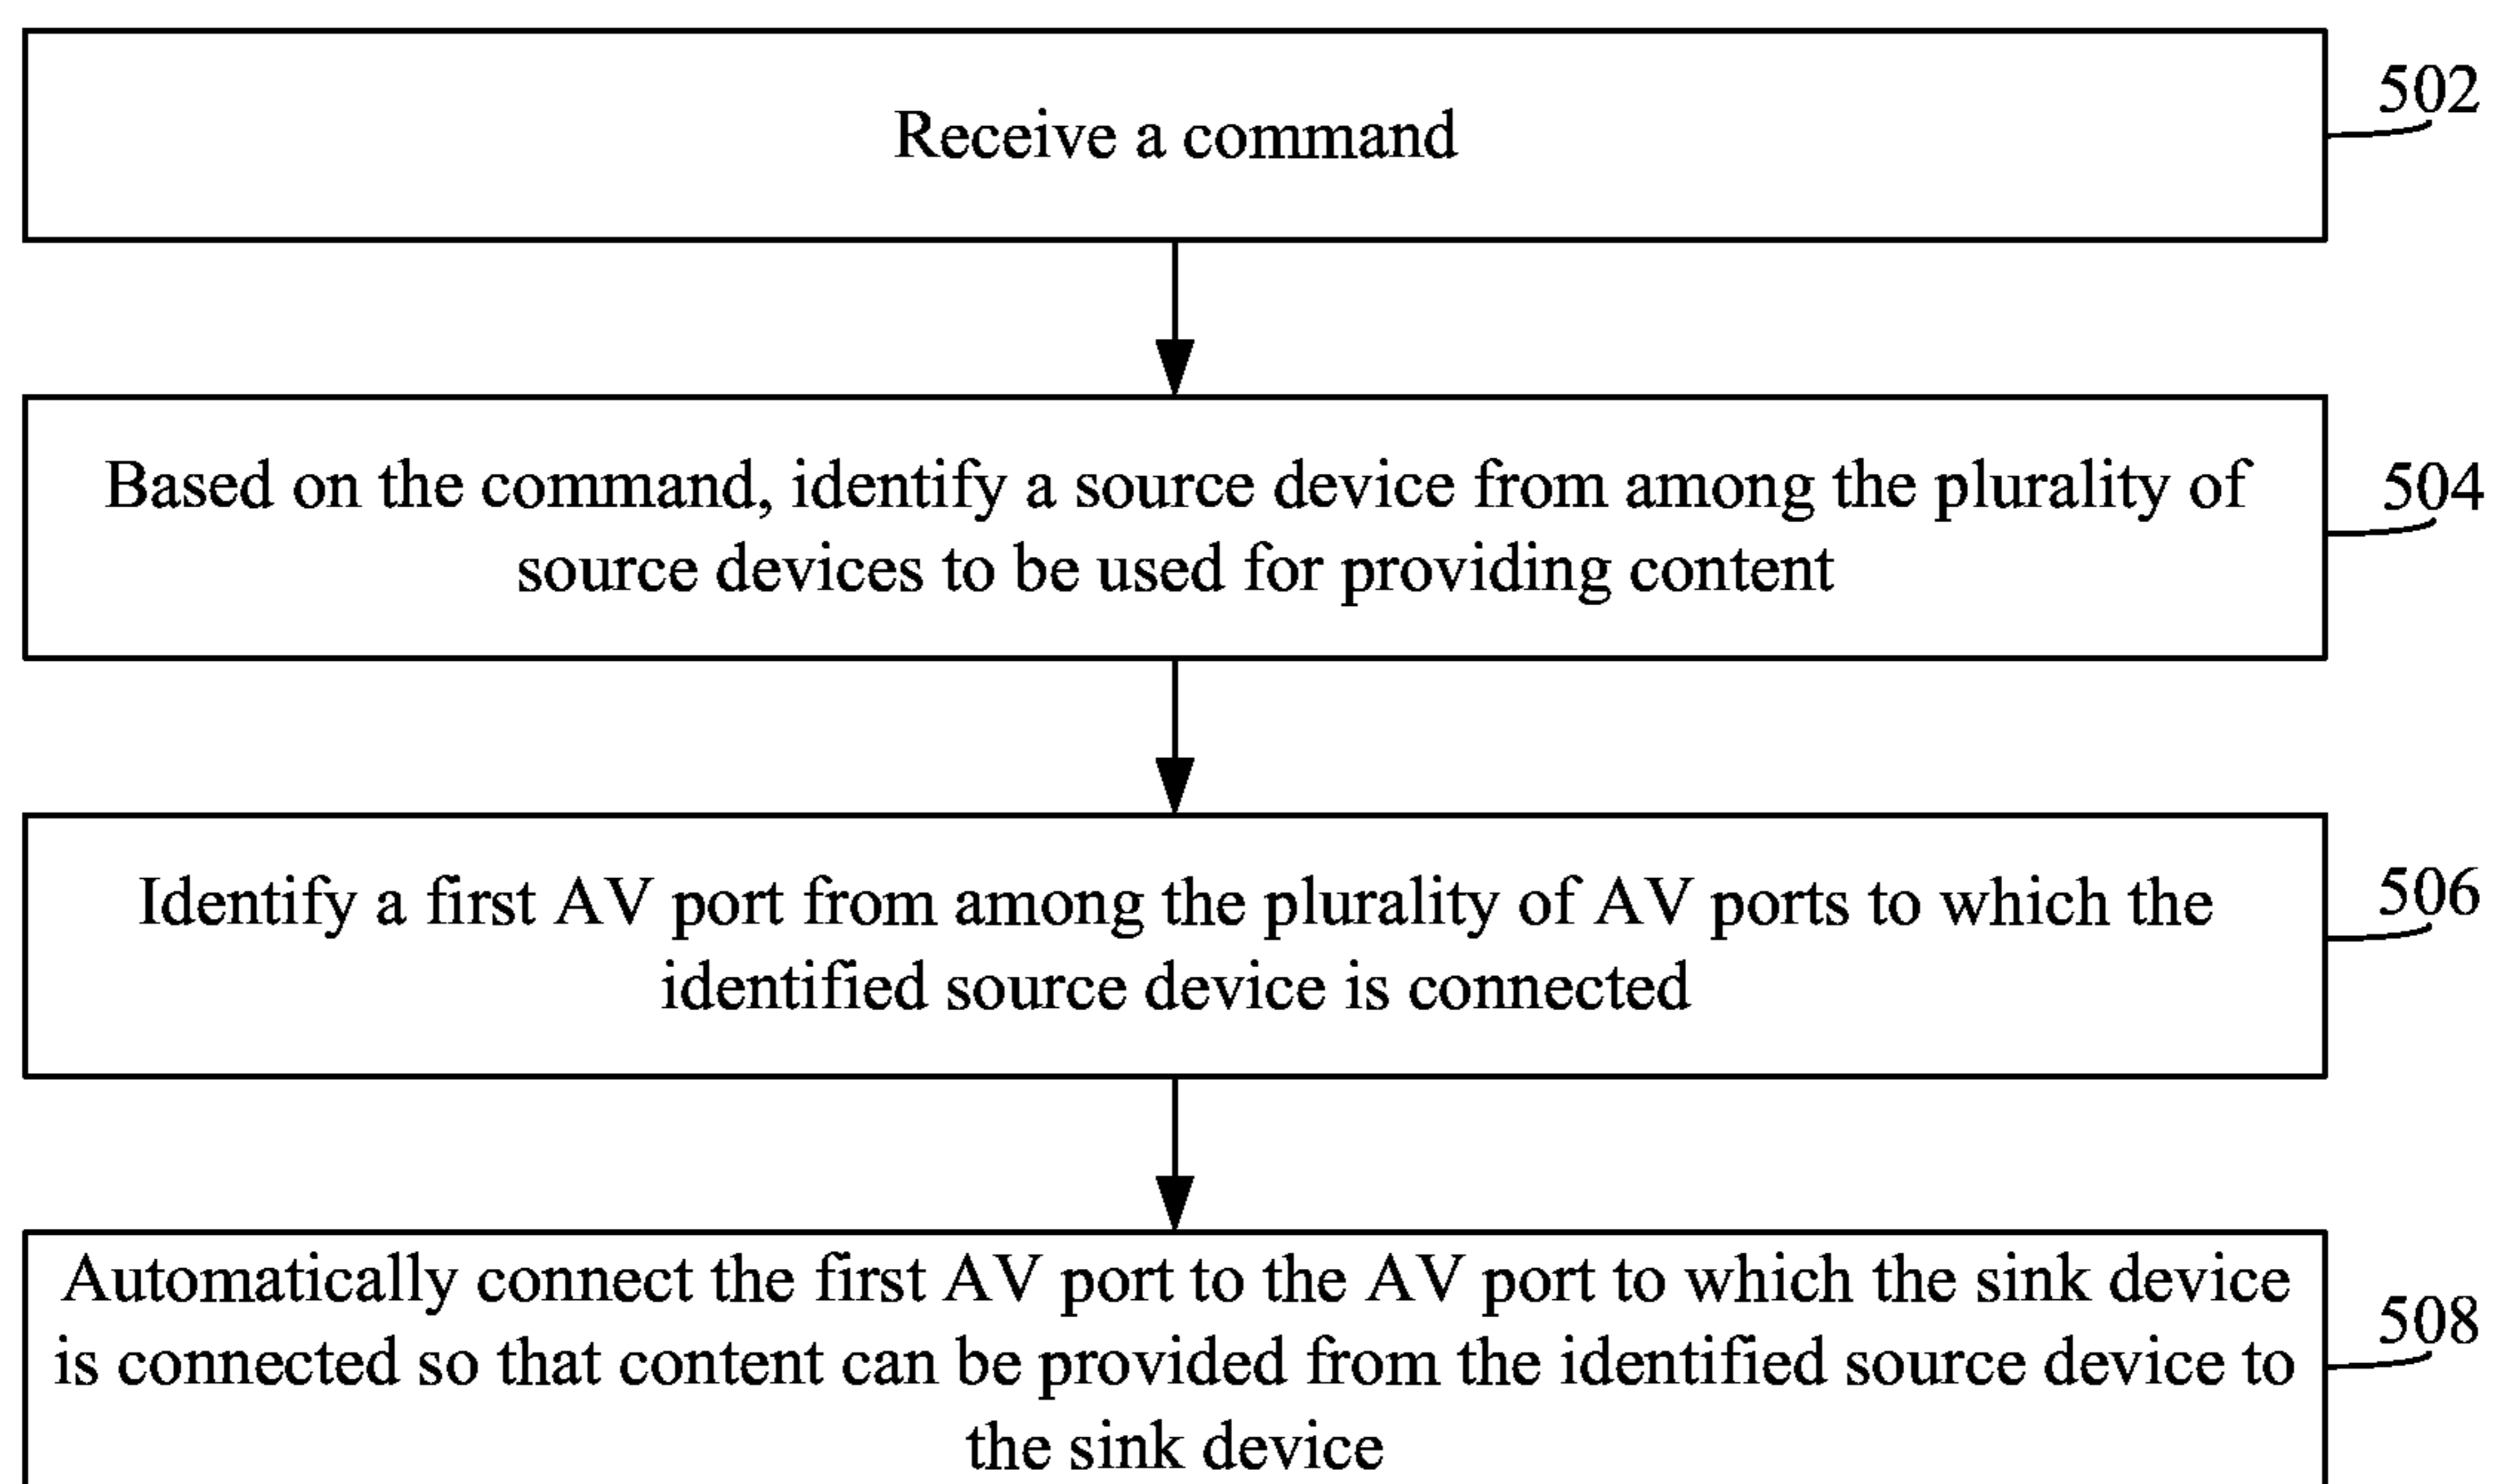 Receive a command
502
Based on the command, identify a source device from among the plurality of
source devices to be used for providing content
504
Identify a first AV port from among the plurality of AV ports to which the
identified source device is connected
506
Automatically connect the first AV port to the AV port to which the sink device
is connected so that content can be provided from the identified source device to
the sink device
508